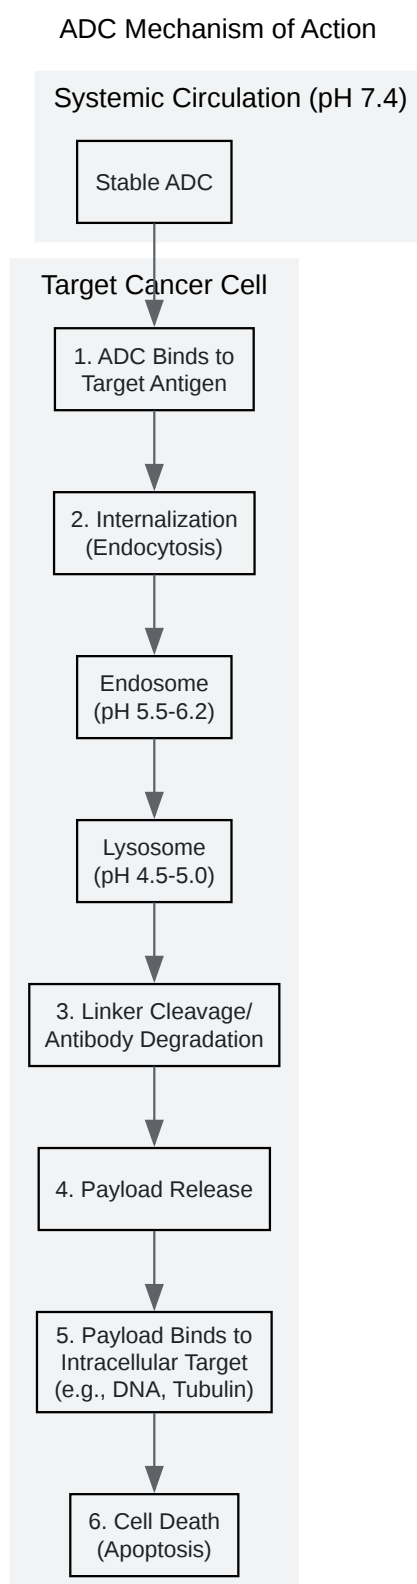 ADC Mechanism of Action
Systemic Circulation (pH 7.4)
Stable ADC
Target Cancer Cell
1. ADC Binds to
Target Antigen
2. Internalization
(Endocytosis)
Endosome
(pH 5.5-6.2)
Lysosome
(pH 4.5-5.0)
3. Linker Cleavage/
Antibody Degradation
4. Payload Release
5. Payload Binds to
Intracellular Target
(e.g., DNA, Tubulin)
6. Cell Death
(Apoptosis)